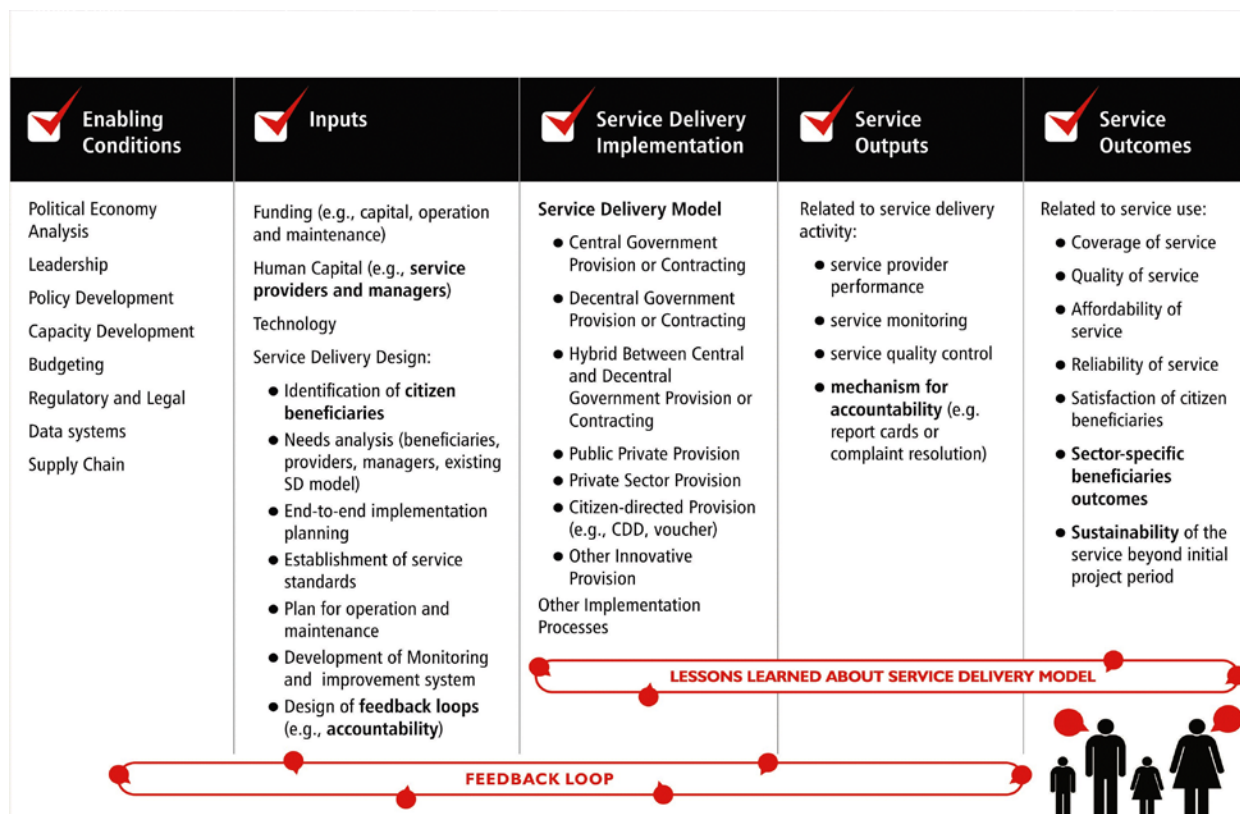 Enabling
Conditions
Inputs
Service Delivery
Implementation
Service
Outputs
Service
Outcomes
Political Economy
Analysis
Leadership
Policy Development
Capacity Development
Budgeting
Regulatory and Legal
Data systems
Supply Chain
Funding (e.g., capital, operation
and maintenance)
Human Capital (e.g., service
providers and managers)
Technology
Service Delivery Design:
● Identification of citizen
beneficiaries
● Needs analysis (beneficiaries,
providers, managers, existing
SD model)
● End-to-end implementation
planning
● Establishment of service
standards
● Plan for operation and
maintenance
● Development of Monitoring
and improvement system
● Design of feedback loops
(e.g., accountability)
Service Delivery Model
● Central Government
Provision or Contracting
● Decentral Government
Provision or Contracting
● Hybrid Between Central
and Decentral
Government Provision or
Contracting
● Public Private Provision
● Private Sector Provision
● Citizen-directed Provision
(e.g., CDD, voucher)
● Other Innovative
Provision
Other Implementation
Processes
Related to service delivery
activity:
● service provider
performance
● service monitoring
● service quality control
● mechanism for
accountability (e.g.
report cards or
complaint resolution)
Related to service use:
● Coverage of service
● Quality of service
● Affordability of
service
● Reliability of service
● Satisfaction of citizen
beneficiaries
● Sector-specific
beneficiaries
outcomes
● Sustainability of the
service beyond initial
project period
LESSONS LEARNED ABOUT SERVICE DELIVERY MODEL
FEEDBACK LOOP